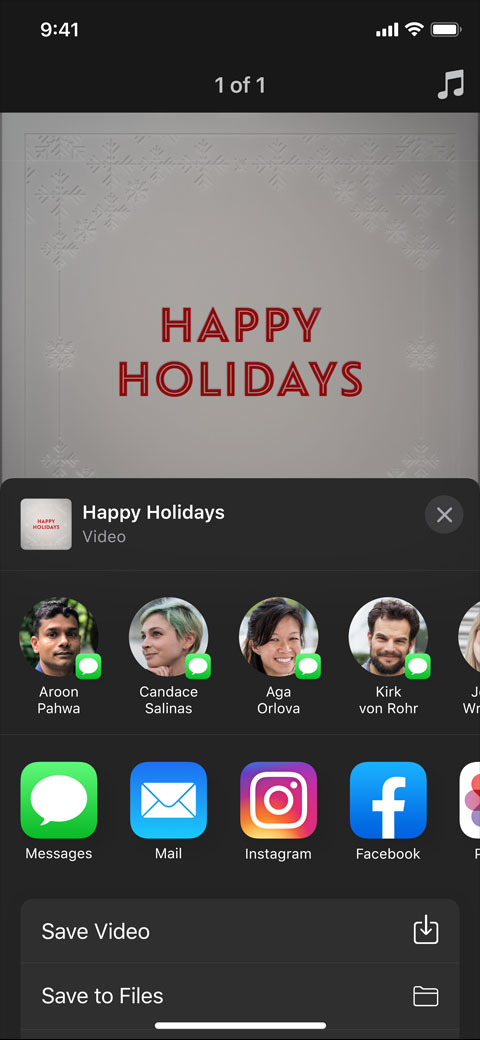 9:41
1 of 1
HAPPY
HOLIDAYS
Happy Holidays
Video
HAPPY
HOLIDAYS
Aroon
Pahwa
Candace
Salinas
Aga
Orlova
Kirk
von Rohr
Messages
Mail
Instagram
Facebook
Save Video
Save to Files